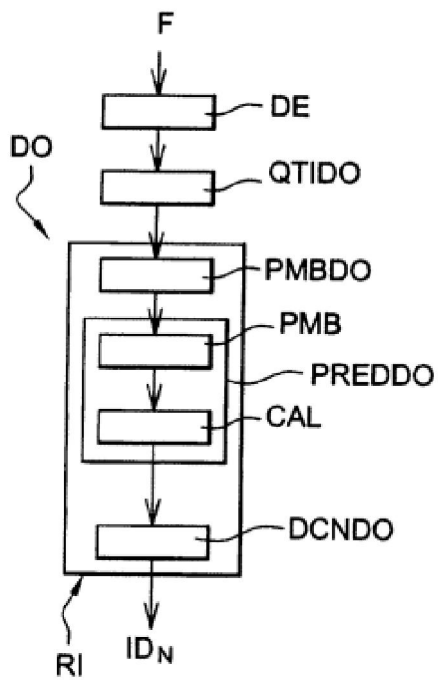 F
DE
DO
QTIDO
PMBDO
PMB
PREDDO
CAL
DCNDO
RI
IDN